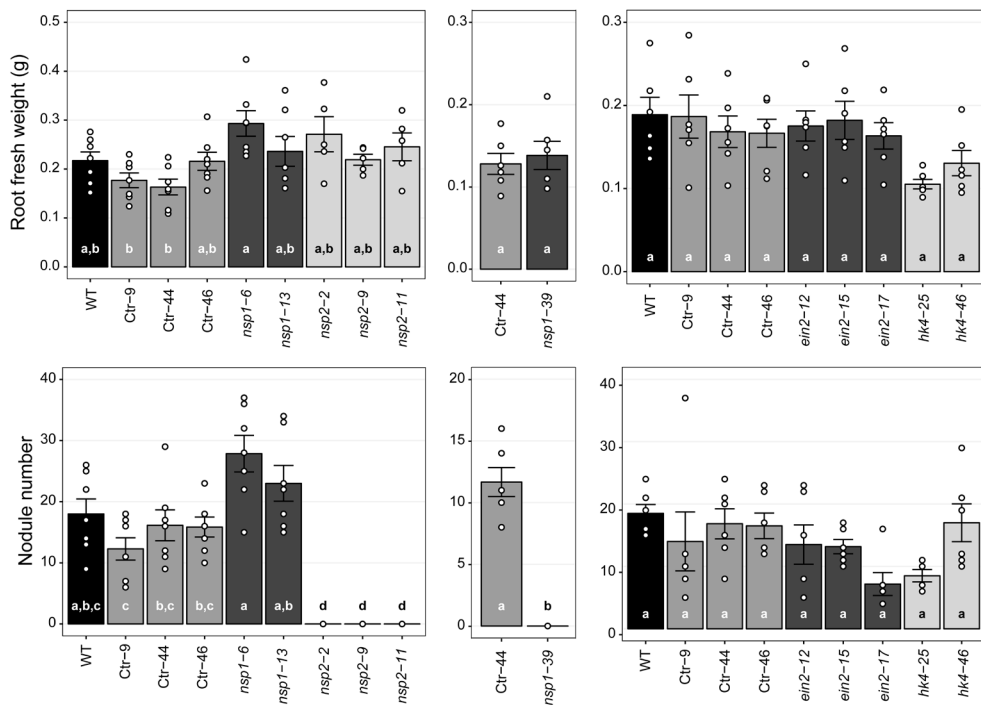 Root fresh weight (g)
0.5
0.4
0.3
0.2
0.1
0.0
a,b
b
b
a,b
a
a,b
a,b
a,b
a,b
WT
Ctr−9
Ctr−44
Ctr−46
nsp1−6
nsp1−13
nsp2−2
nsp2−9
nsp2−11
0.3
0.2
0.1
0.0
a
a
Ctr−44
nsp1−39
0.3
0.2
0.1
0.0
a
a
a
a
a
a
a
a
a
WT
Ctr−9
Ctr−44
Ctr−46
ein2−12
ein2−15
ein2−17
hk4−25
hk4−46
Nodule number
40
30
20
10
0
a,b,c
c
b,c
b,c
a
a,b
d
d
d
WT
Ctr−9
Ctr−44
Ctr−46
nsp1−6
nsp1−13
nsp2−2
nsp2−9
nsp2−11
20
15
10
5
0
a
b
Ctr−44
nsp1−39
40
30
20
10
0
a
a
a
a
a
a
a
a
a
WT
Ctr−9
Ctr−44
Ctr−46
ein2−12
ein2−15
ein2−17
hk4−25
hk4−46